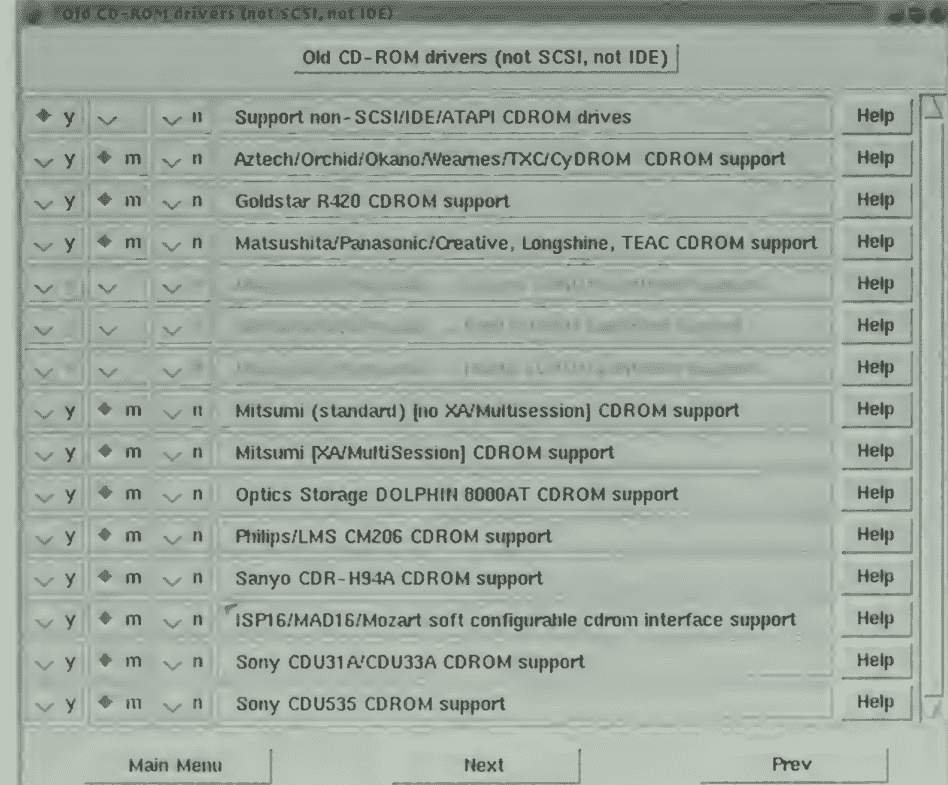 Old CD-ROM drivers (not SCSI, not IDE)
Old CD-ROM drivers (not SCSI, not IDE)
y n Support non-SCSI/IDE/ATAPI CDROM drives Help
y m n Aztech/Orchid/Okano/Wearnes/TXC/CyDROM CDROM support Help
y m n Goldstar R420 CDROM support Help
y m n Matsushita/Panasonic/Creative, Longshine, TEAC CDROM support Help
Help
Help
Help
y m n Mitsumi (standard) [no XA/Multisession] CDROM support Help
y m n Mitsumi [XA/MultiSession] CDROM support Help
y m n Optics Storage DOLPHIN 8000AT CDROM support Help
y m n Philips/LMS CM206 CDROM support Help
y m n Sanyo CDR-H94A CDROM support Help
y m n ISP16/MAD16/Mozart soft configurable cdrom interface support Help
y m n Sony CDU31A/CDU33A CDROM support Help
y m n Sony CDU535 CDROM support Help
Main Menu Next Prev